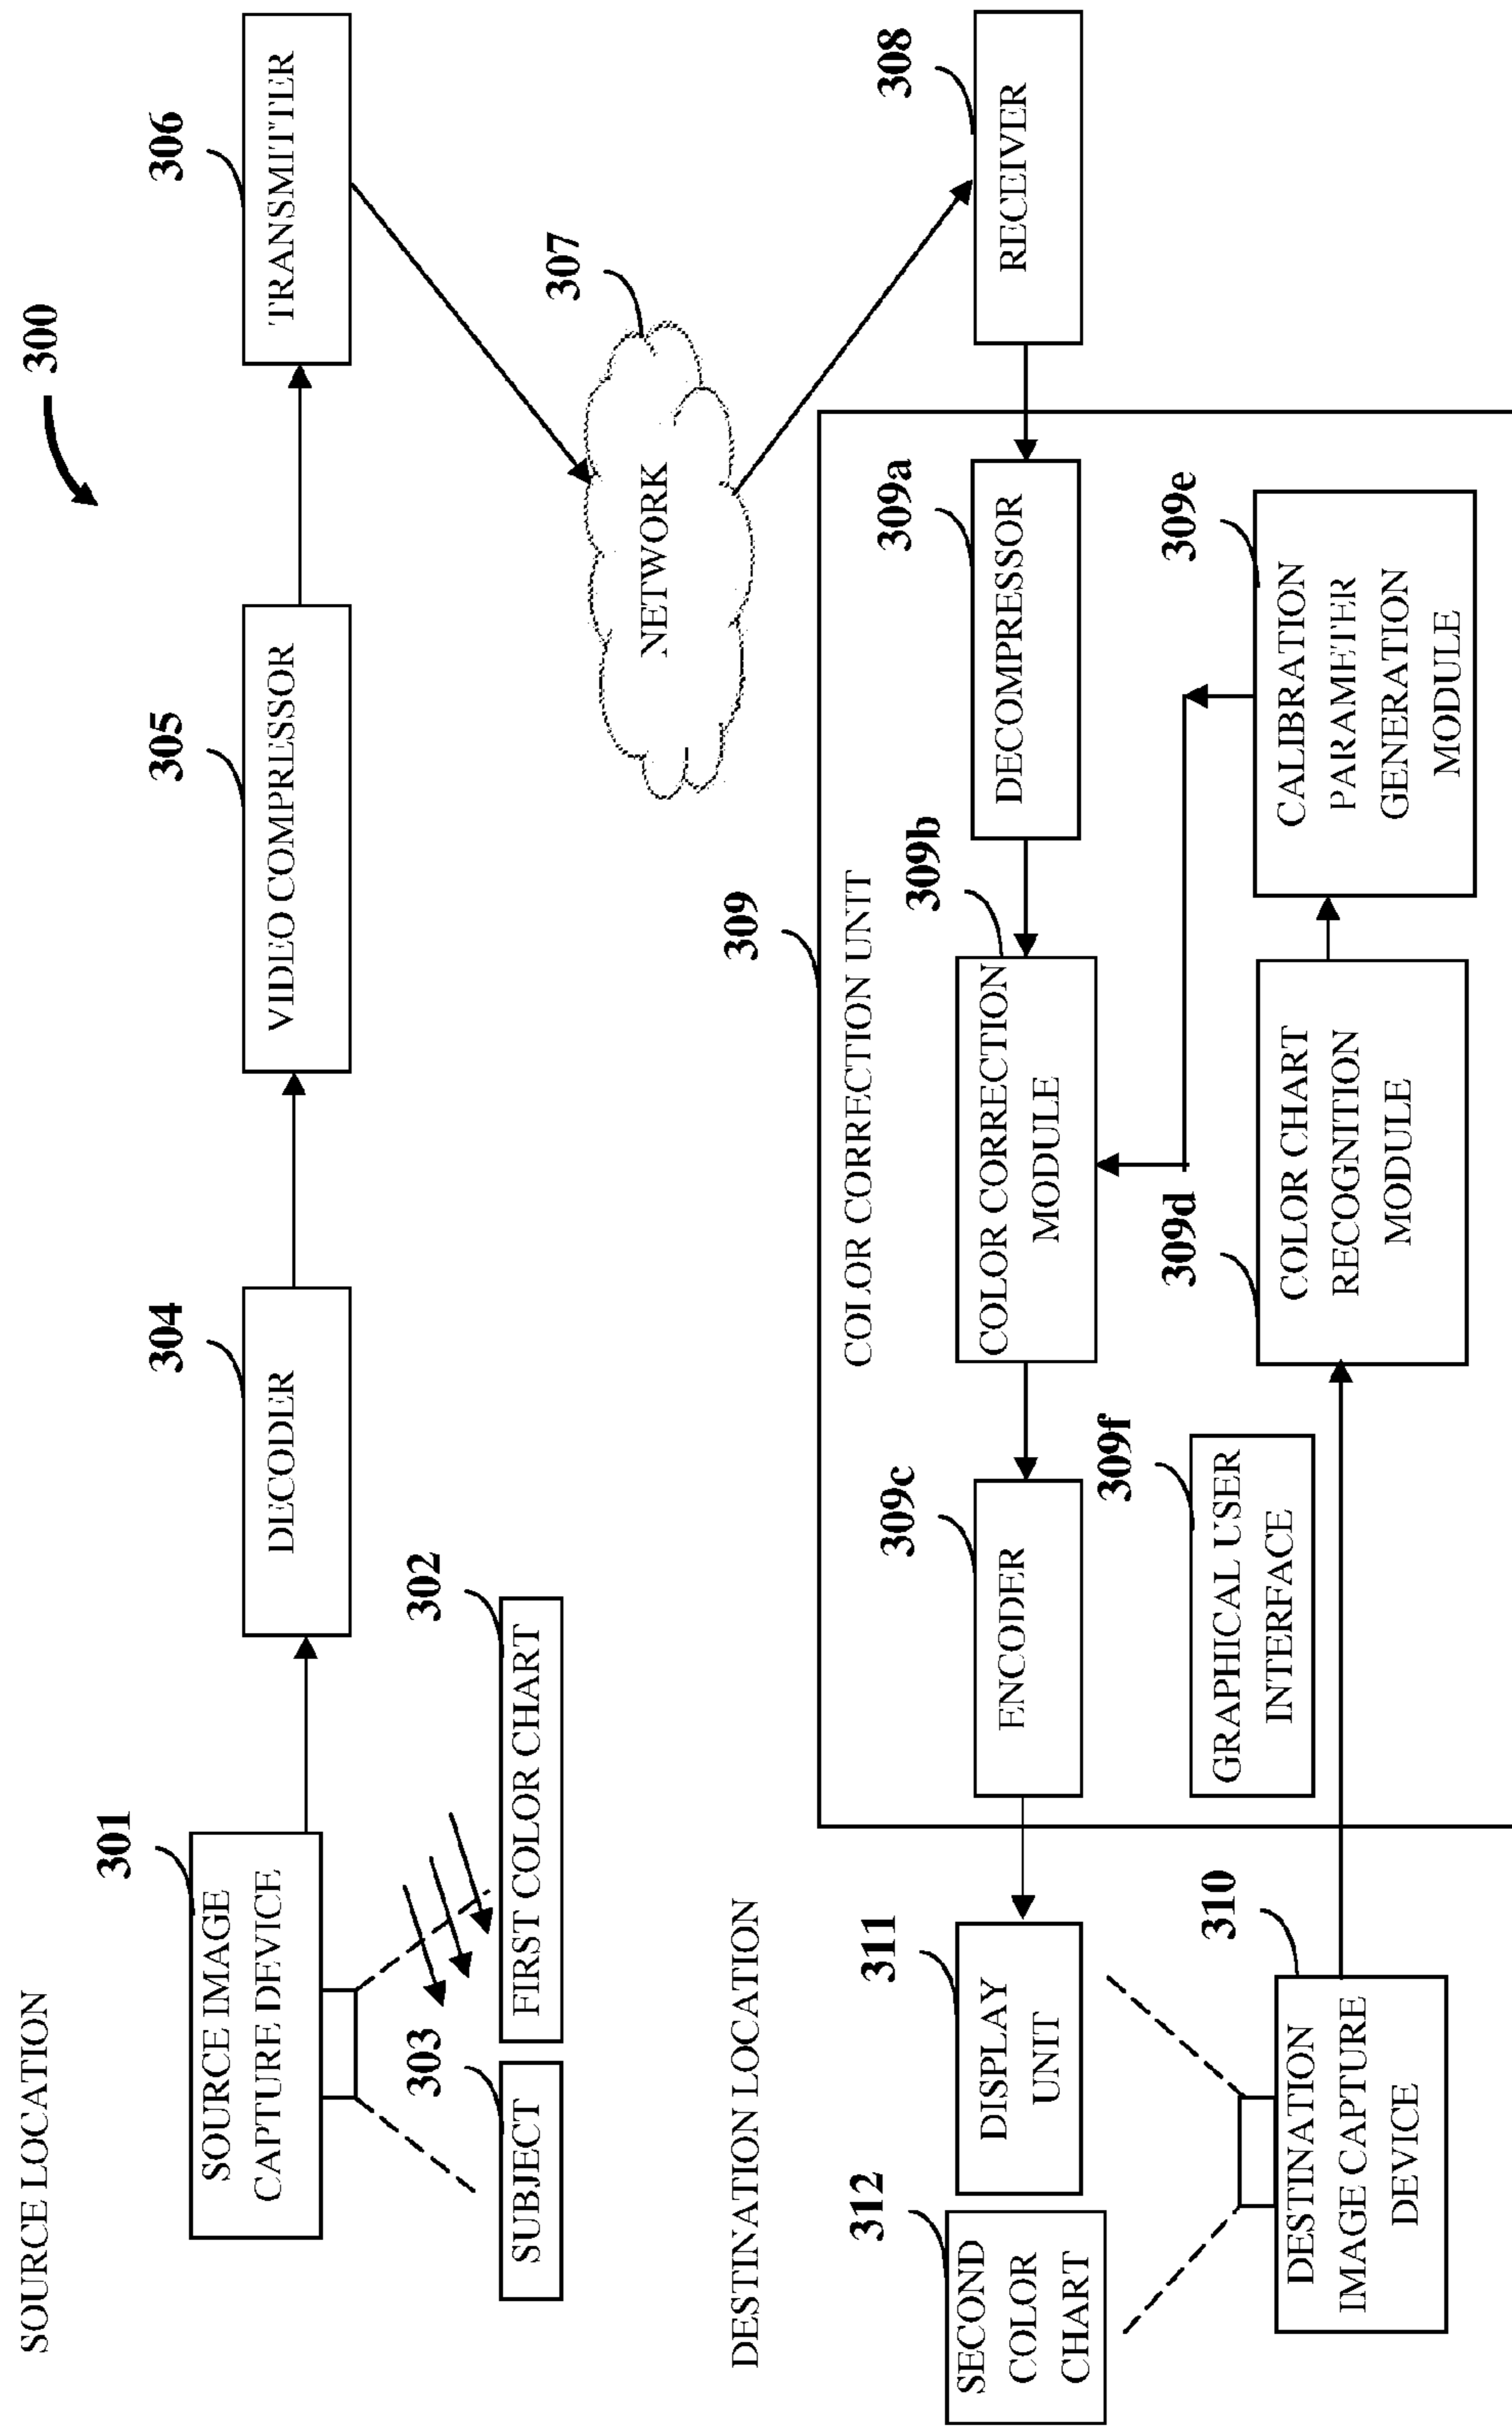 300
SOURCE LOCATION
301
SOURCE IMAGE
CAPTURE DEVICE
304
DECODER
305
VIDEO COMPRESSOR
306
TRANSMITTER
303
SUBJECT
302
FIRST COLOR CHART
307
NETWORK
DESTINATION LOCATION
309
COLOR CORRECTION UNIT
312
SECOND
COLOR
CHART
311
DISPLAY
UNIT
309c
ENCODER
309b
COLOR CORRECTION
MODULE
309a
DECOMPRESSOR
308
RECEIVER
310
DESTINATION
IMAGE CAPTURE
DEVICE
309f
GRAPHICAL USER
INTERFACE
309d
COLOR CHART
RECOGNITION
MODULE
309e
CALIBRATION
PARAMETER
GENERATION
MODULE